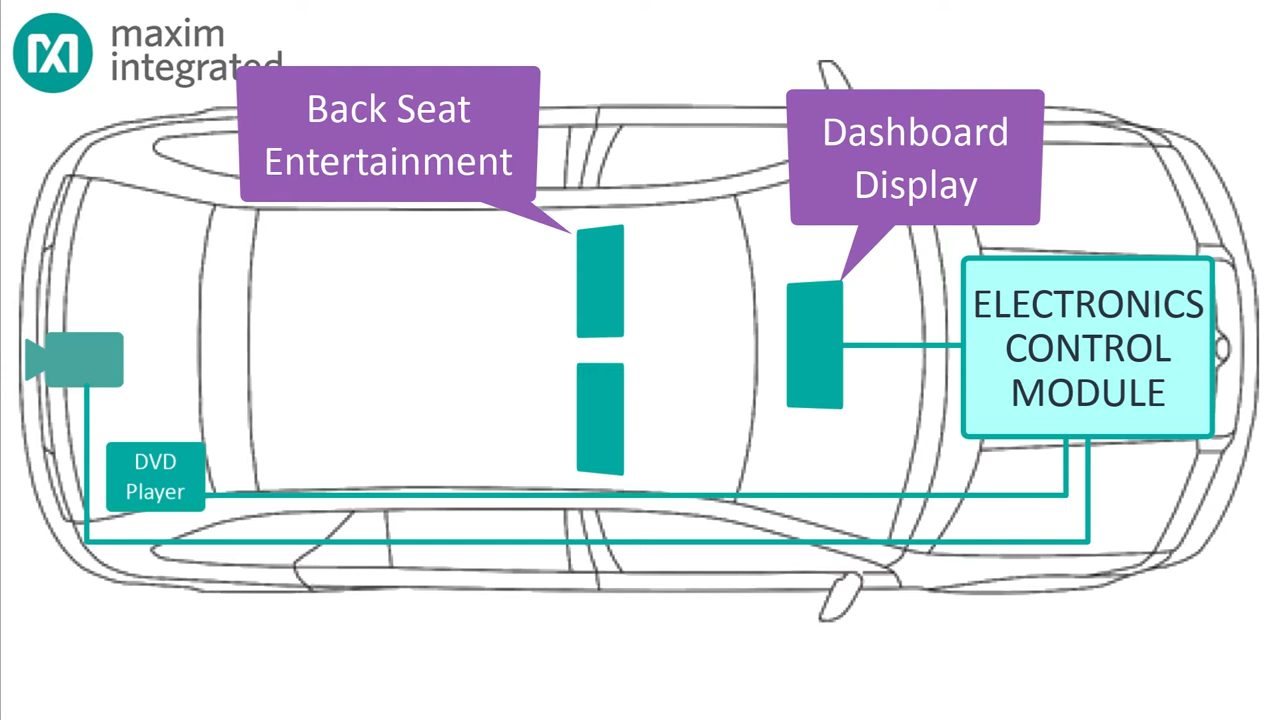 maxim
integrated
Back Seat
Entertainment
Dashboard
Display
ELECTRONICS
CONTROL
MODULE
DVD
Player